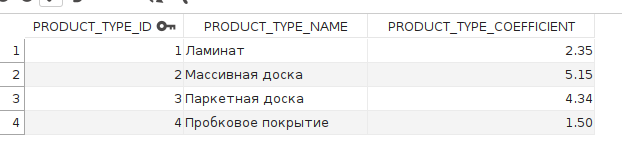 PRODUCT_TYPE_ID PRODUCT_TYPE_NAME PRODUCT_TYPE_COEFFICIENT
1 1 Ламинат 2.35
2 2 Массивная доска 5.15
3 3 Паркетная доска 4.34
4 4 Пробковое покрытие 1.50